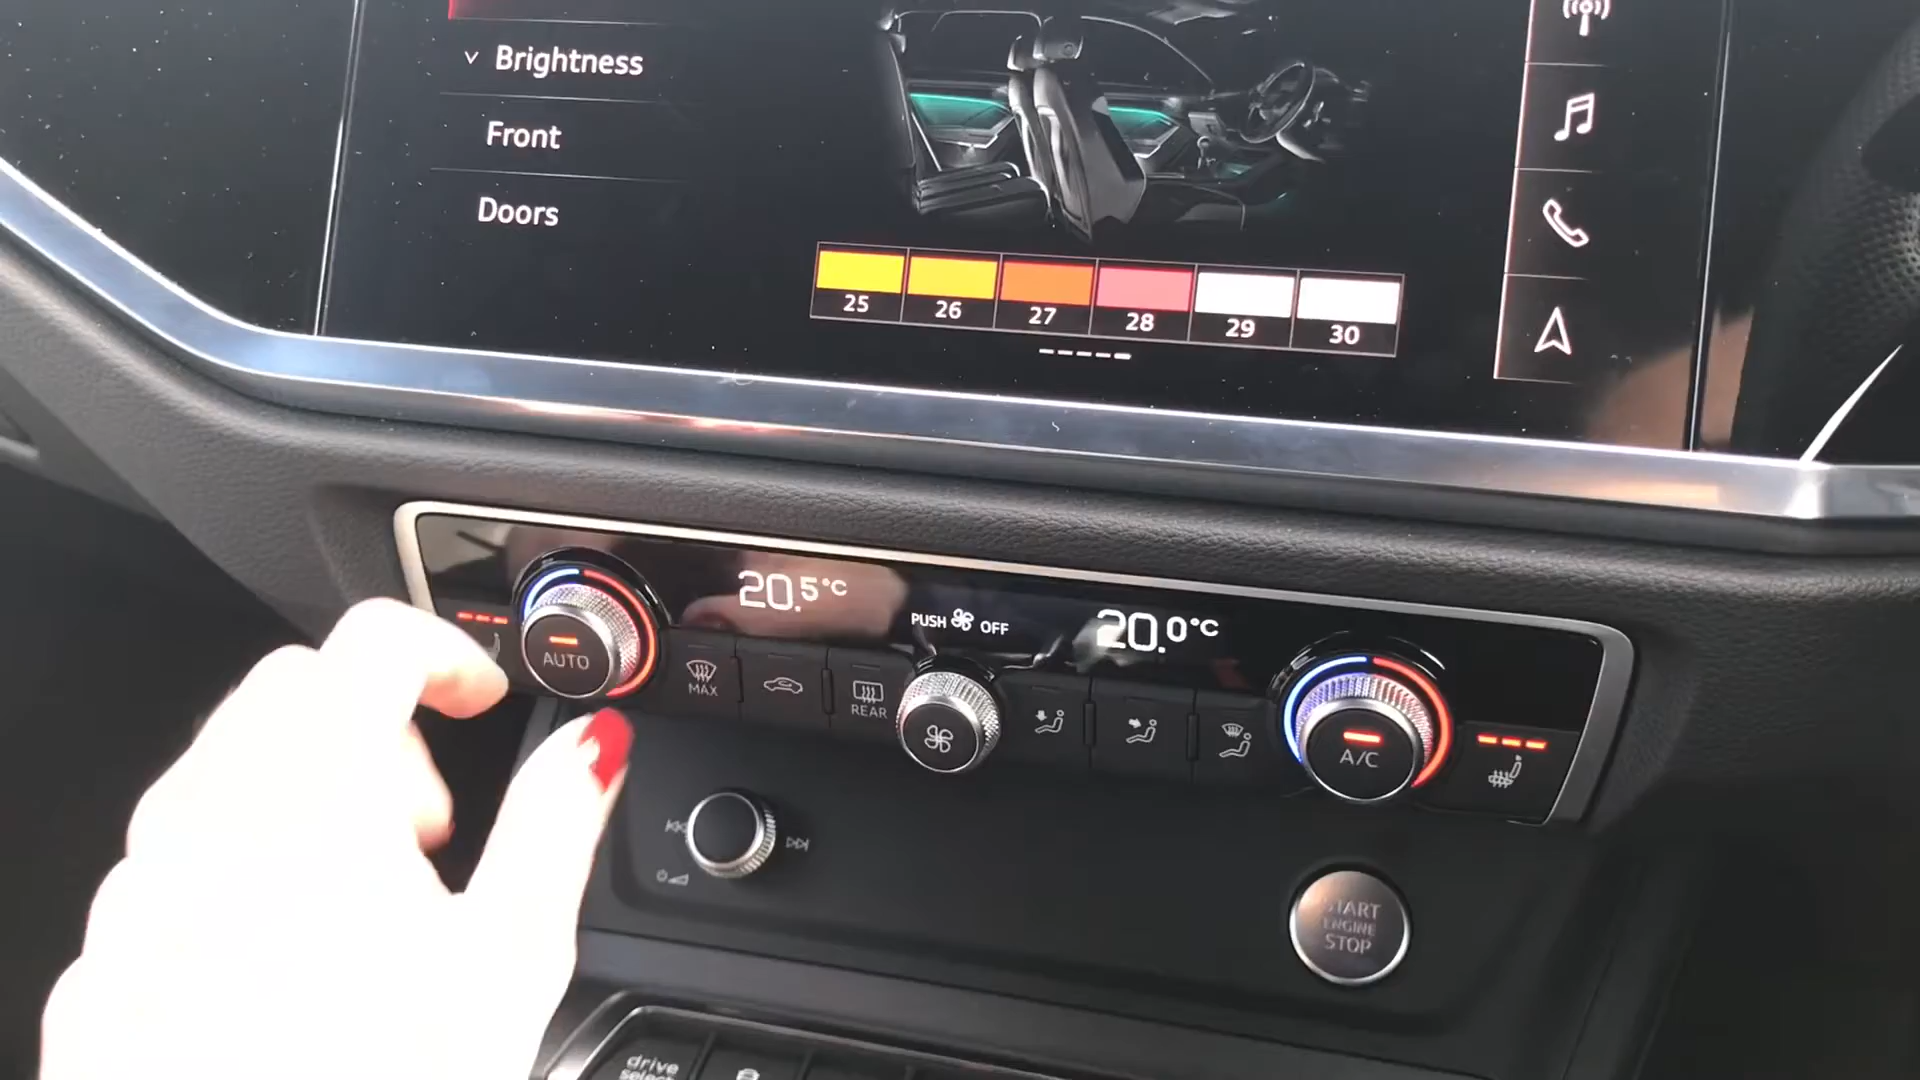 Brightness
Front
Doors
25 26 27 28 29 30
20.5°C
PUSH OFF
20.0°C
AUTO
MAX
REAR
A/C
START
ENGINE
STOP
drive
select